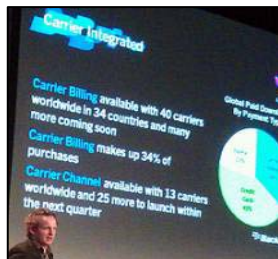 Carrier Integrated
Carrier Billing available with 40 carriers
worldwide in 34 countries and many
more coming soon
Carrier Billing makes up 34% of
purchases
Carrier Channel available with 13 carriers
worldwide and 25 more to launch within
the next quarter
Global Paid
By Payment
Credit
Card